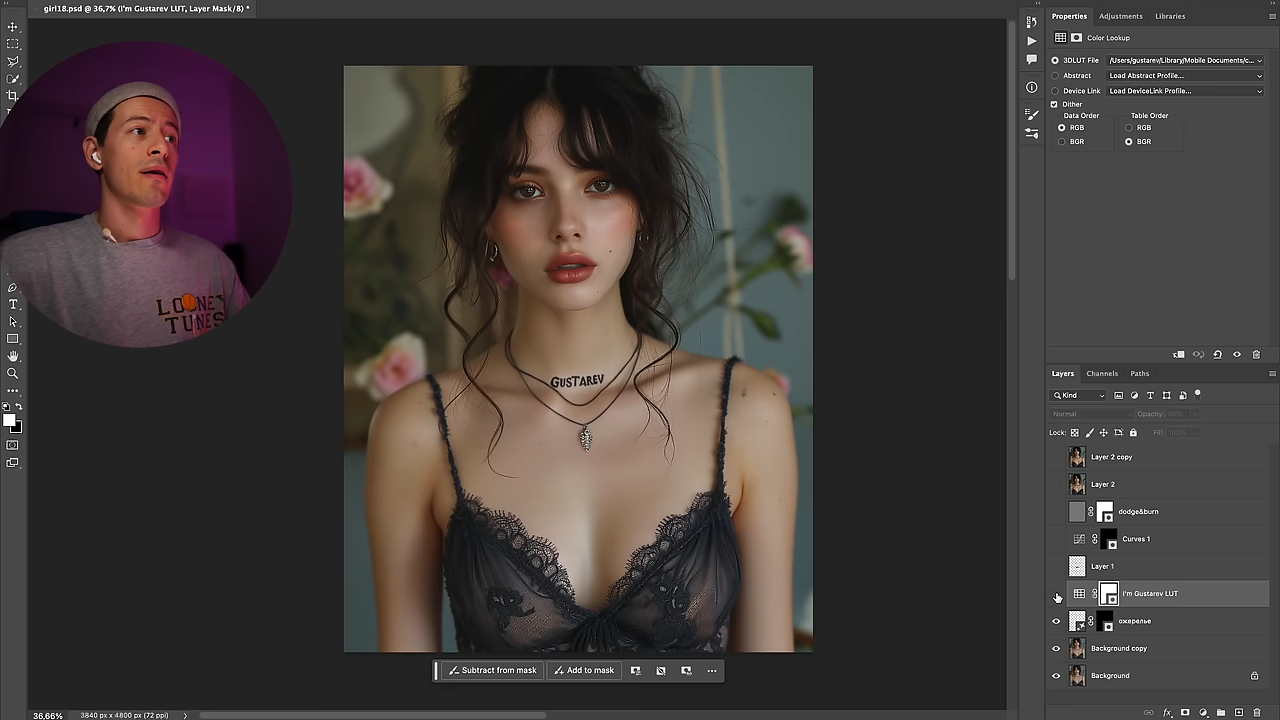 girl18.psd @ 36,7% (I'm Gustarev LUT, Layer Mask/8) *
Properties
Adjustments
Libraries
Color Lookup
3DLUT File
/Users/gustarev/Library/Mobile Documents/c...
Abstract
Load Abstract Profile...
Device Link
Load DeviceLink Profile...
Dither
Data Order
Table Order
RGB
RGB
BGR
BGR
LOONEY
TUNES
GUSTAREV
Layers
Channels
Paths
Kind
Normal
Opacity:
Lock:
Fill:
Layer 2 copy
Layer 2
dodge&burn
Curves 1
Layer 1
I'm Gustarev LUT
ожерелье
Background copy
Background
Subtract from mask
Add to mask
36,66%
3840 px x 4800 px (72 ppi)